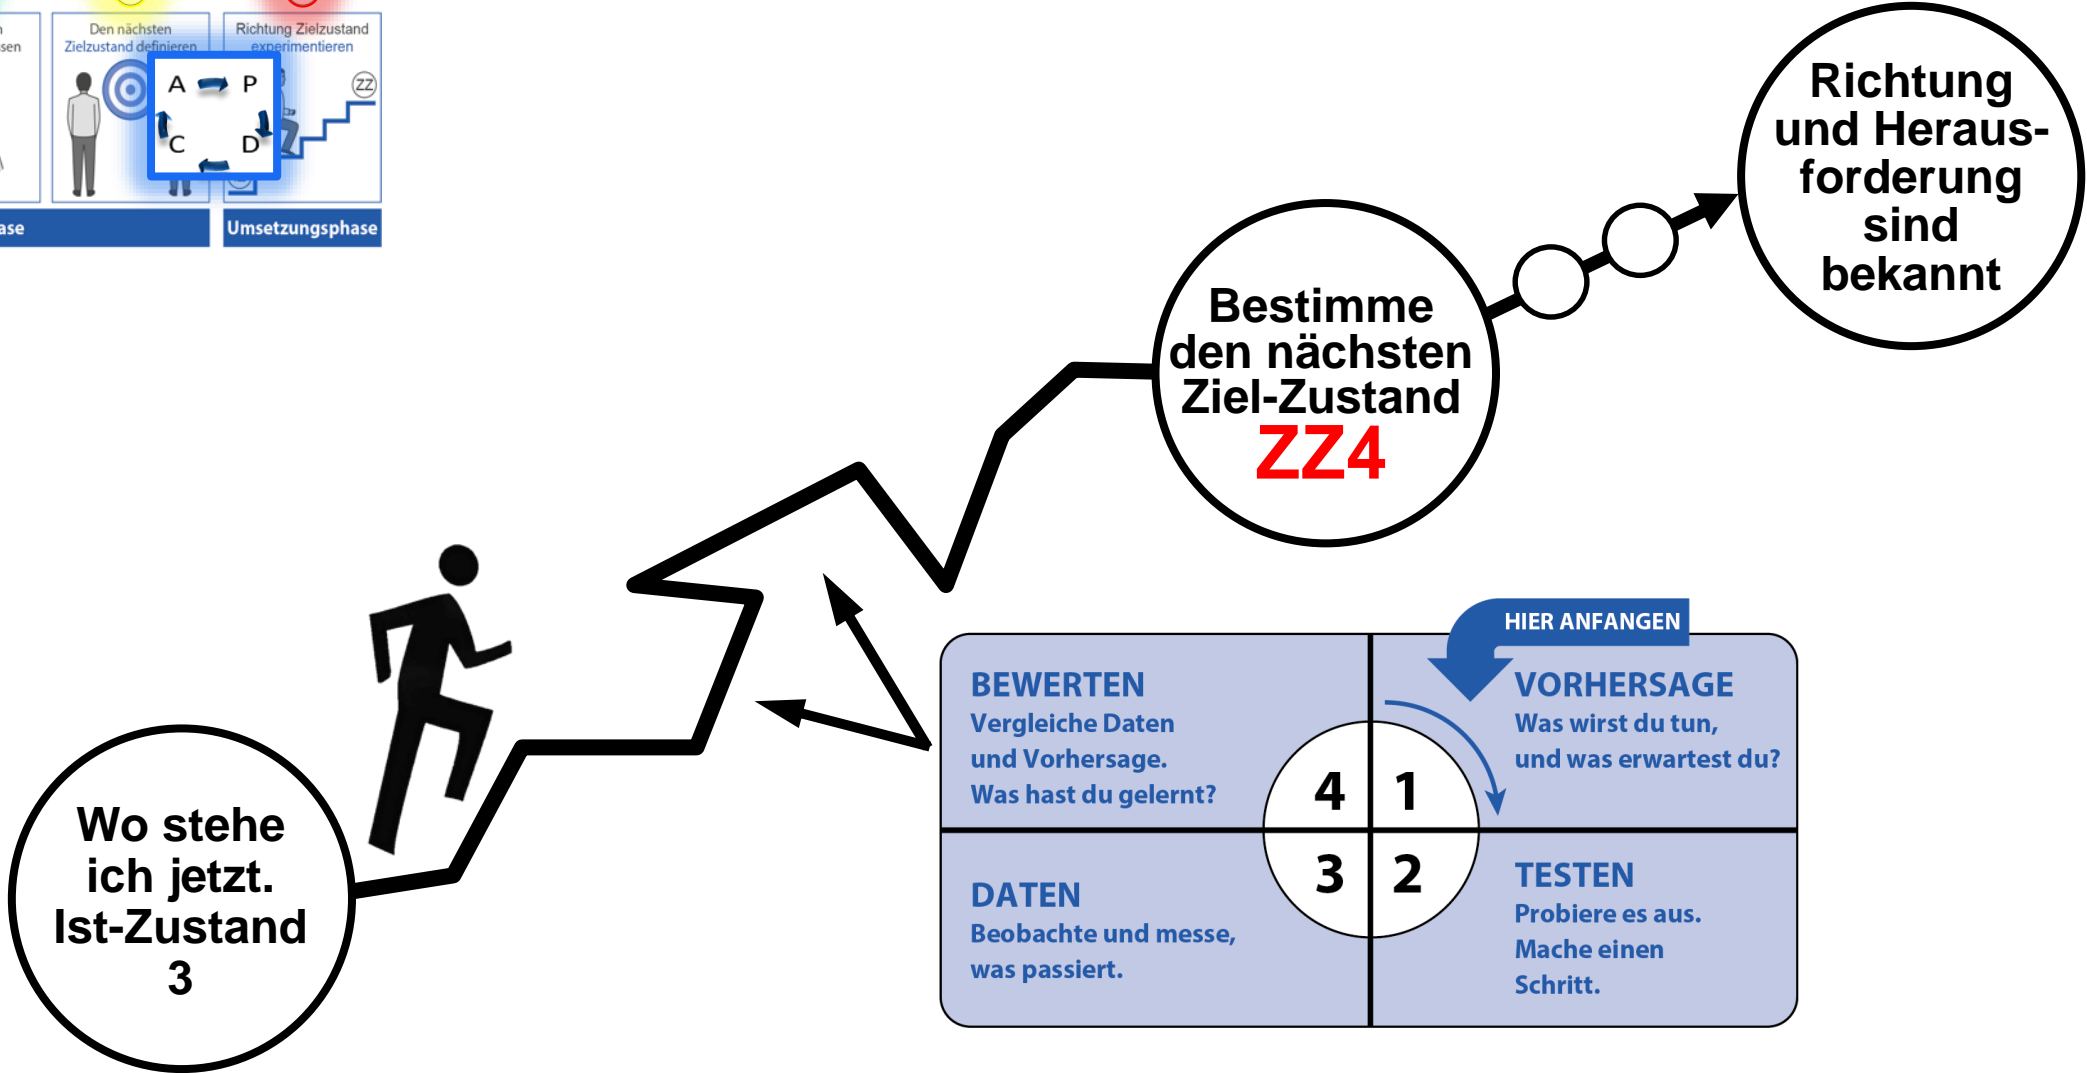 Den nächsten
Zielzustand definieren
Richtung Zielzustand
experimentieren
A P
C D
ZZ
Umsetzungsphase
Richtung
und Heraus-
forderung
sind
bekannt
Bestimme
den nächsten
Ziel-Zustand
ZZ4
HIER ANFANGEN
BEWERTEN
Vergleiche Daten
und Vorhersage.
Was hast du gelernt?
VORHERSAGE
Was wirst du tun,
und was erwartest du?
4 1
3 2
DATEN
Beobachte und messe,
was passiert.
TESTEN
Probiere es aus.
Mache einen
Schritt.
Wo stehe
ich jetzt.
Ist-Zustand
3